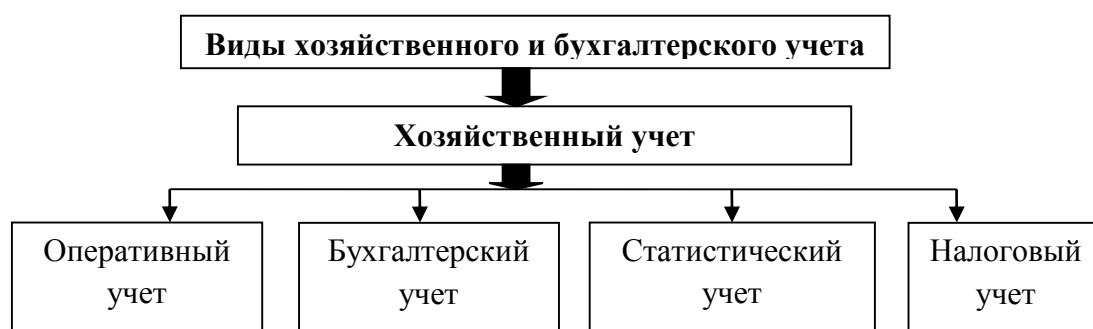 Виды хозяйственного и бухгалтерского учета
Хозяйственный учет
Оперативный
учет
Бухгалтерский
учет
Статистический
учет
Налоговый
учет